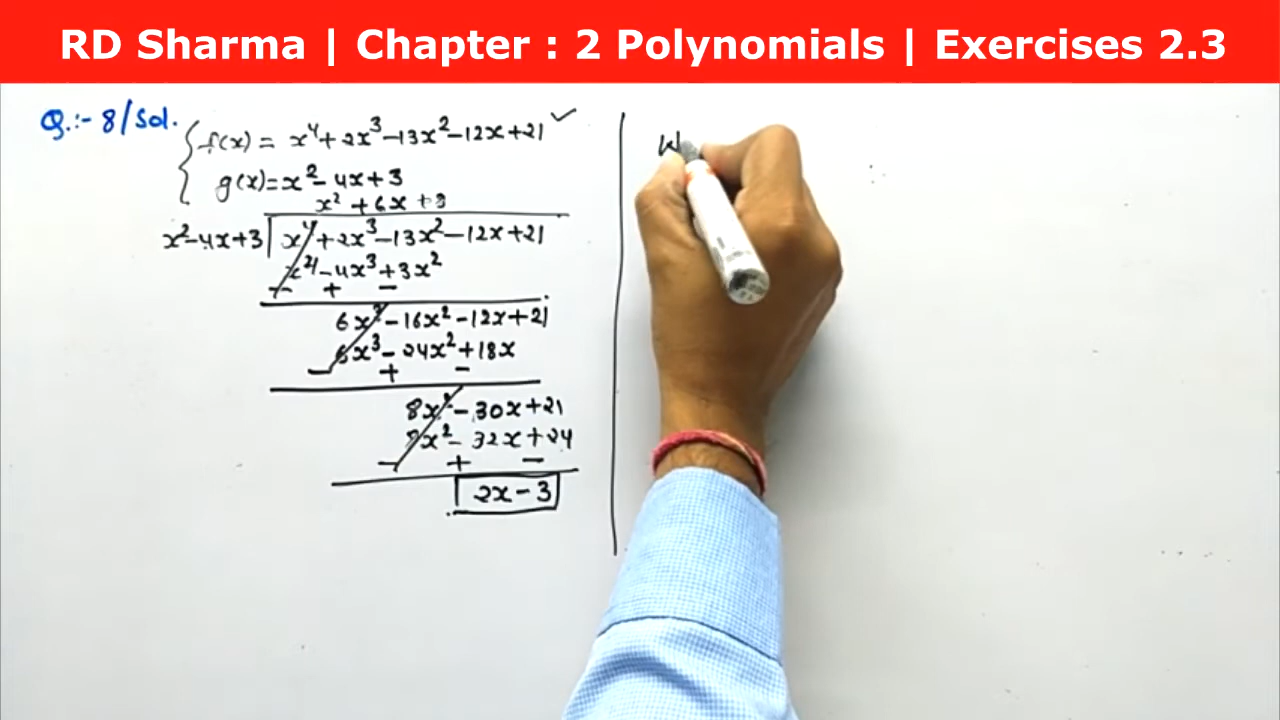 RD Sharma | Chapter : 2 Polynomials | Exercises 2.3
Q.:- 8/Sol.
f(x) = x⁴+2x³-13x²-12x+21 ✓
g(x)=x²-4x+3
x²+6x+8
x²-4x+3 x⁴+2x³-13x²-12x+21
x⁴-4x³+3x²
- + -
6x³-16x²-12x+21
6x³-24x²+18x
- + -
8x²-30x+21
8x²-32x+24
- + -
2x-3